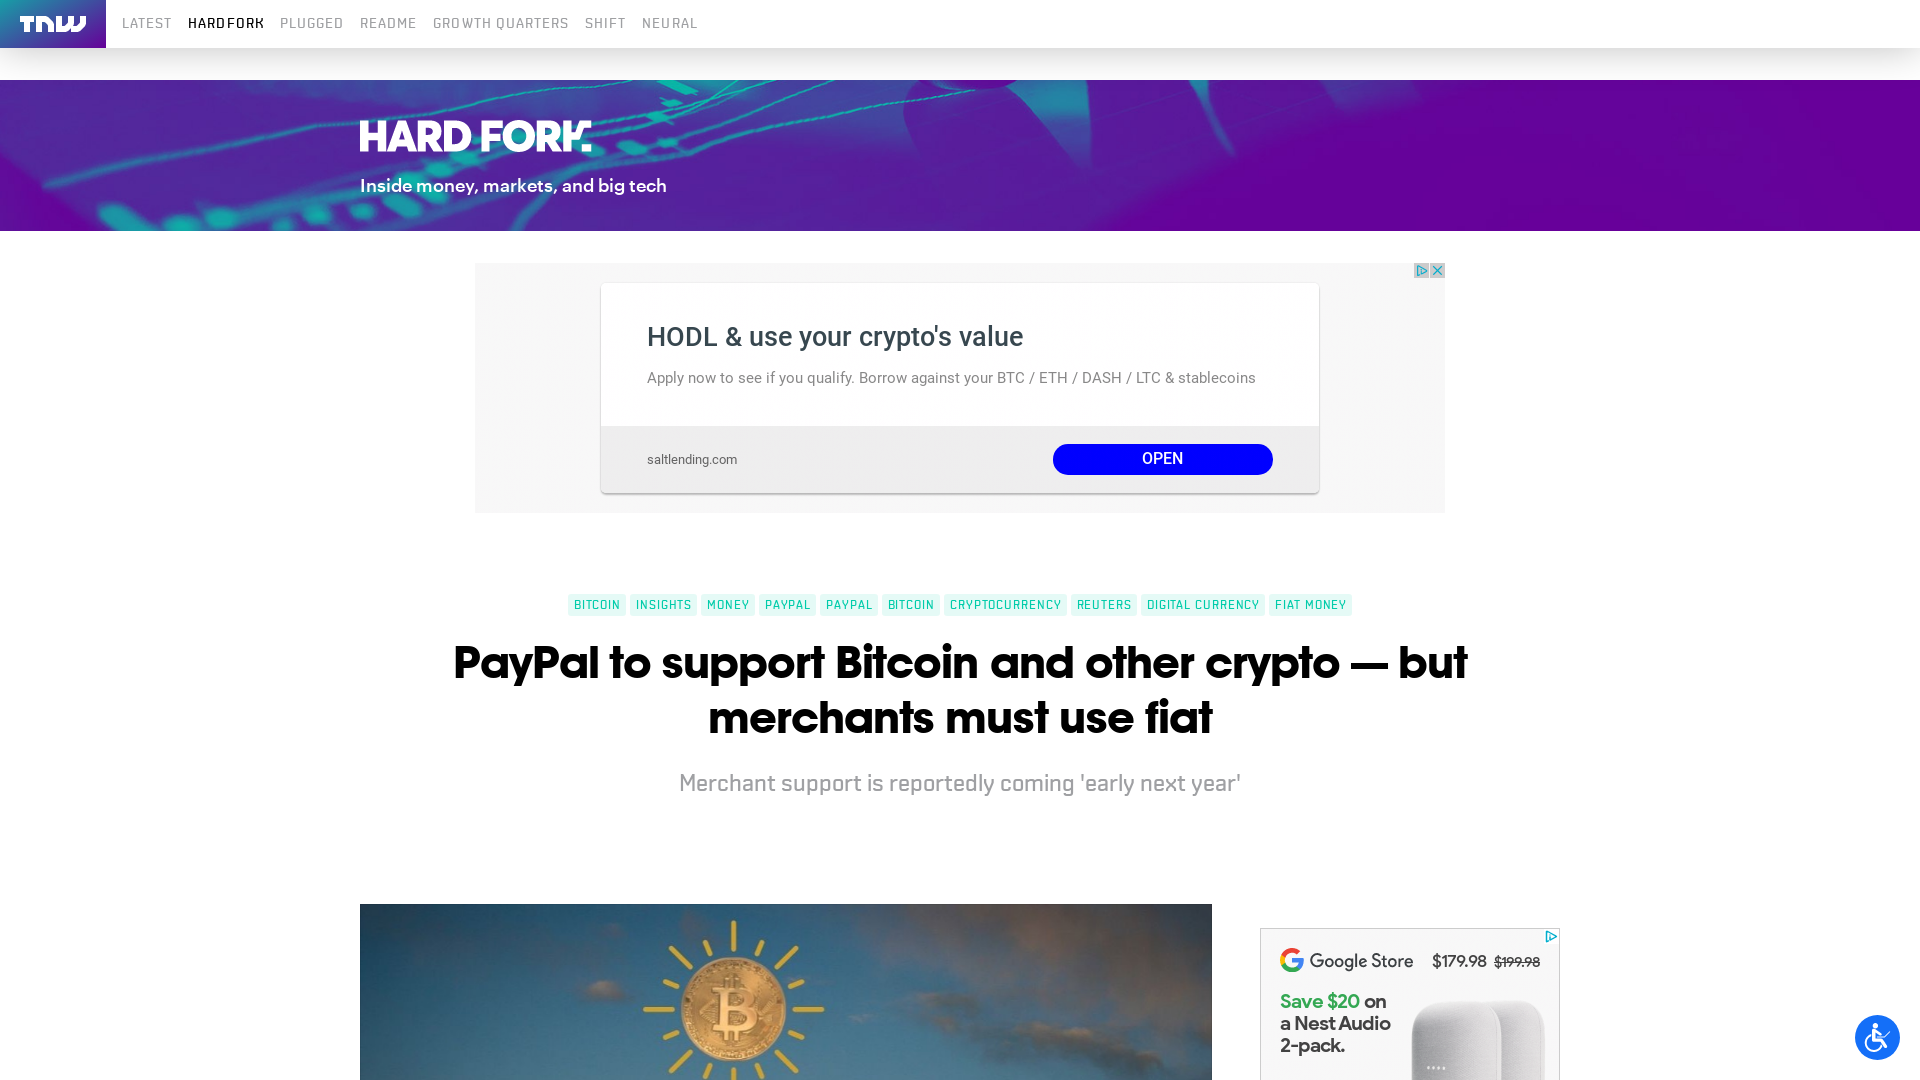 TNW LATEST HARDFORK PLUGGED README GROWTH QUARTERS SHIFT NEURAL
HARD FORK.
Inside money, markets, and big tech
HODL & use your crypto's value
Apply now to see if you qualify. Borrow against your BTC / ETH / DASH / LTC & stablecoins
saltlending.com OPEN
BITCOIN INSIGHTS MONEY PAYPAL PAYPAL BITCOIN CRYPTOCURRENCY REUTERS DIGITAL CURRENCY FIAT MONEY
PayPal to support Bitcoin and other crypto — but
merchants must use fiat
Merchant support is reportedly coming 'early next year'
Google Store $179.98 $199.98
Save $20 on
a Nest Audio
2-pack.